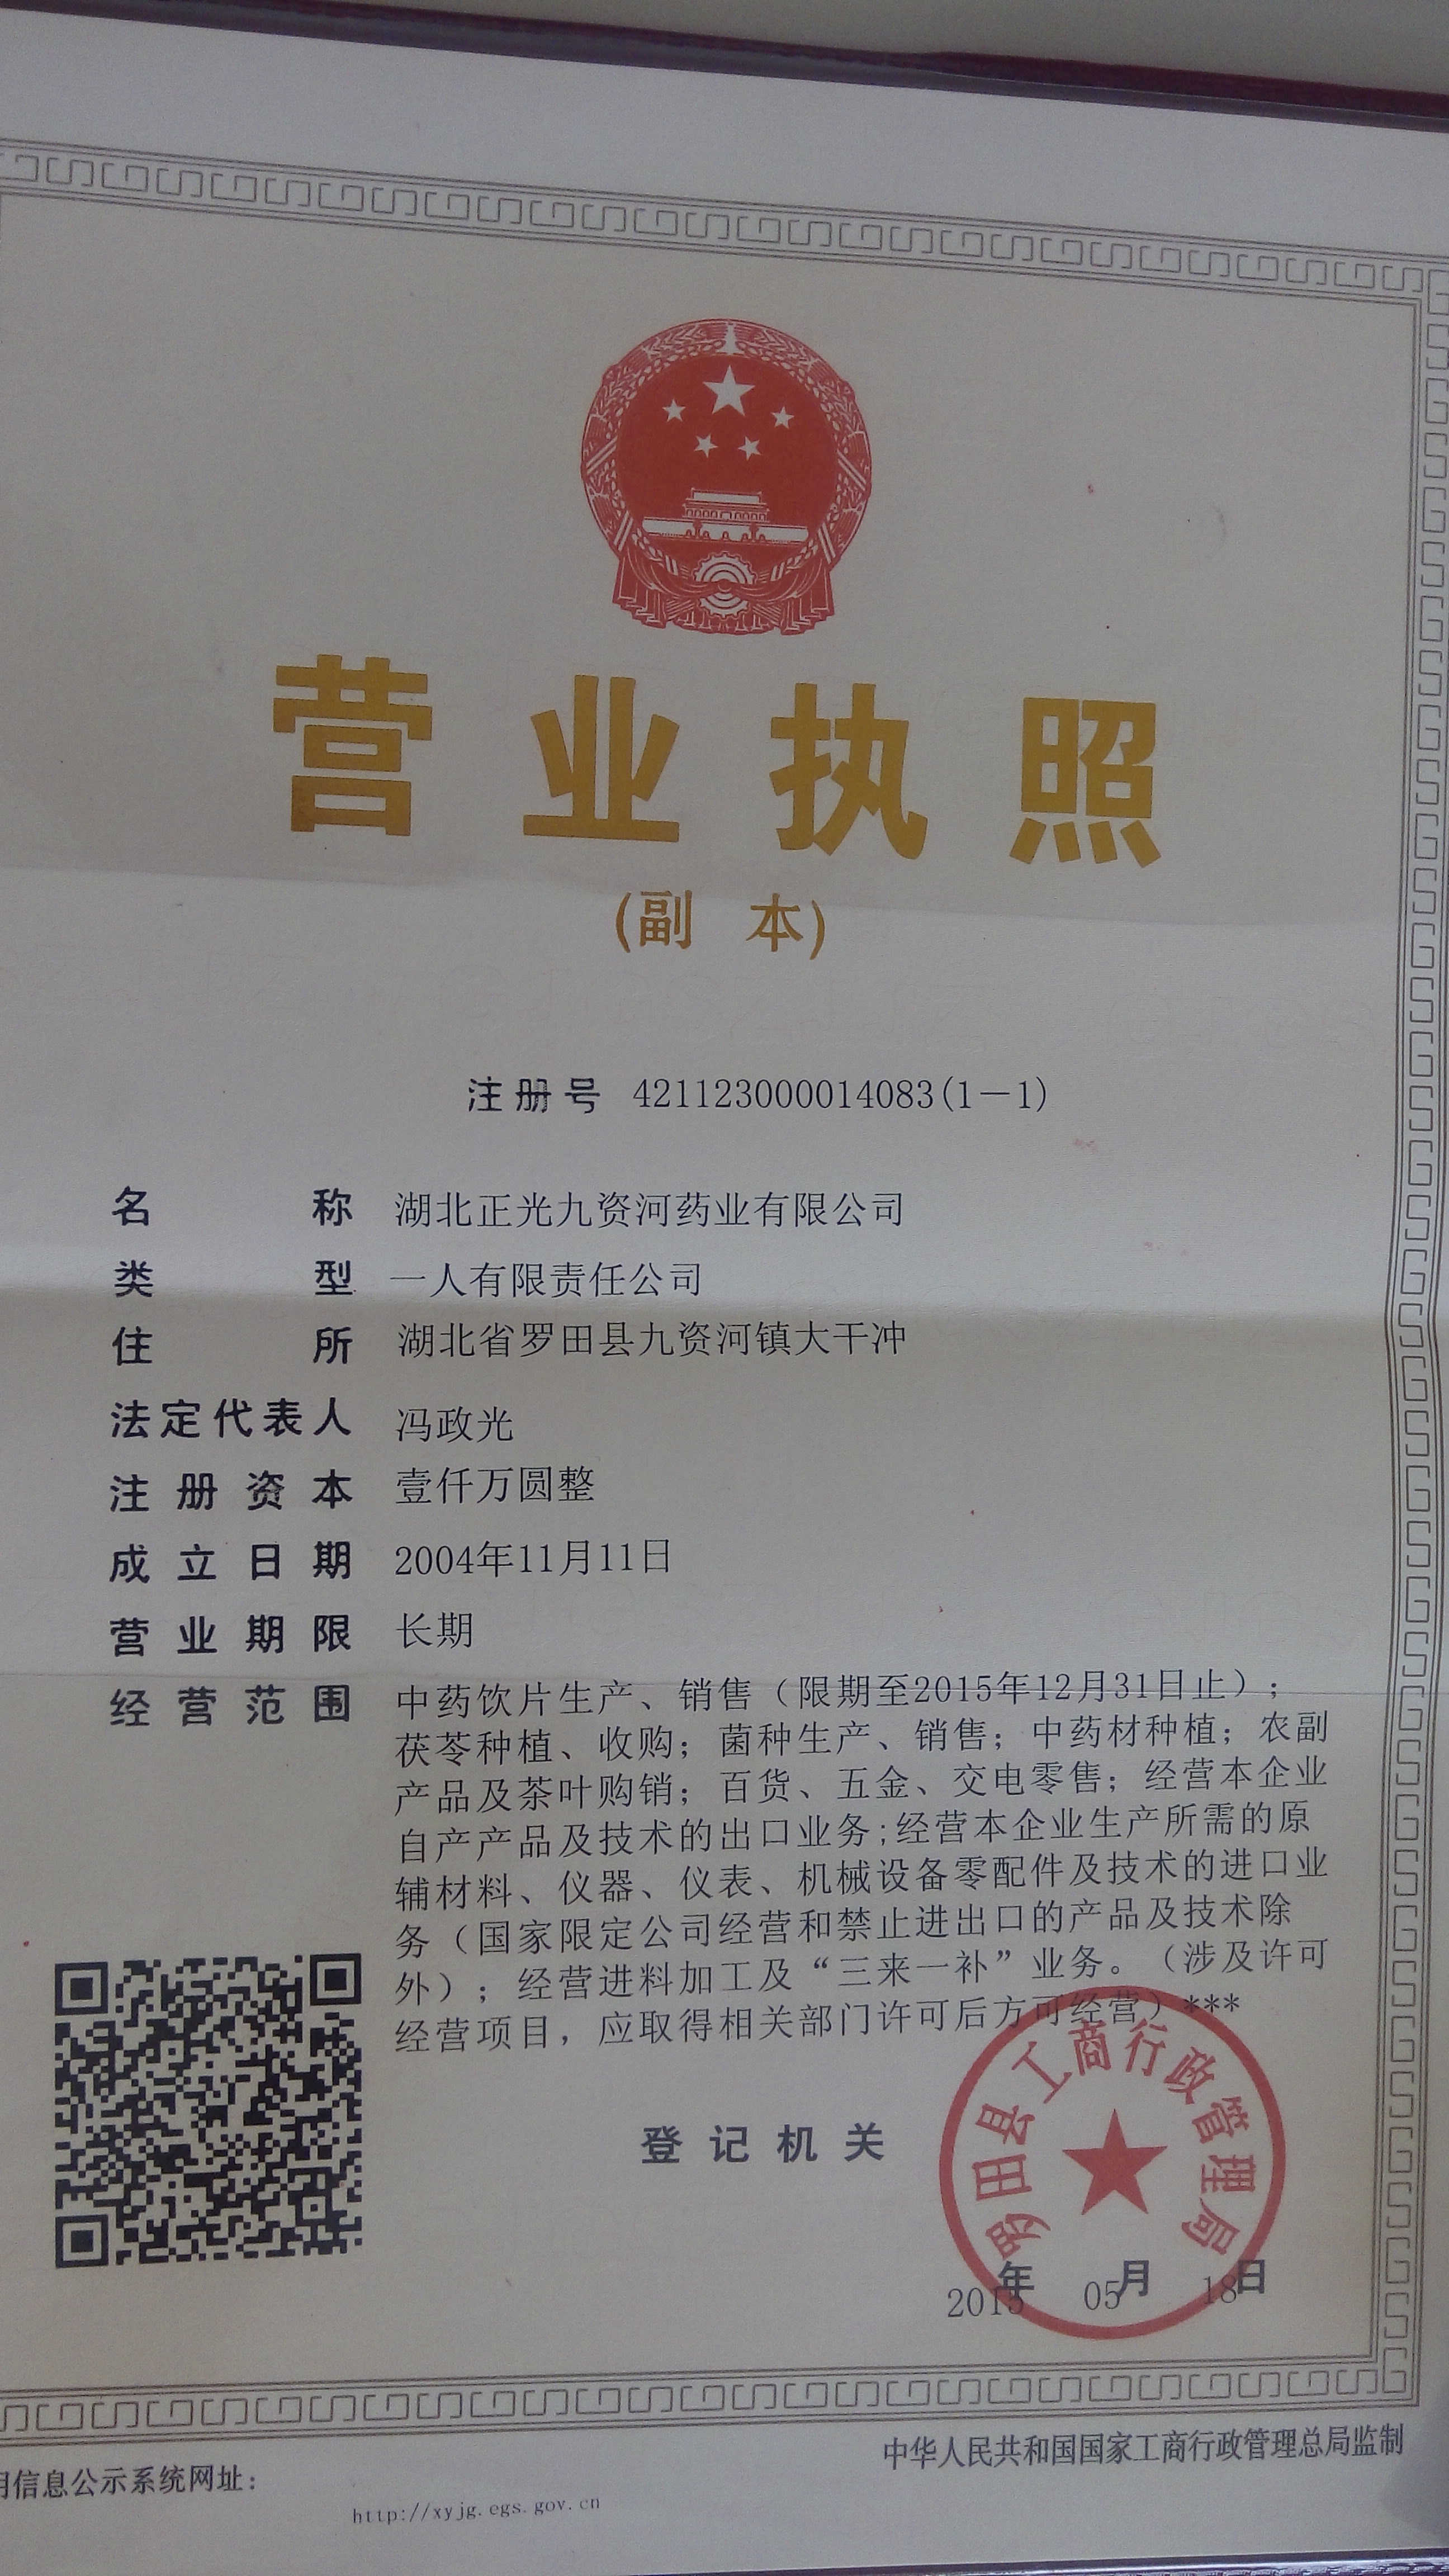 营业执照
(副 本)
注册号 421123000014083(1-1)
名称 湖北正光九资河药业有限公司
类型 一人有限责任公司
住所 湖北省罗田县九资河镇大干冲
法定代表人 冯政光
注册资本 壹仟万圆整
成立日期 2004年11月11日
营业期限 长期
经营范围 中药饮片生产、销售（限期至2015年12月31日止）；
茯苓种植、收购；菌种生产、销售；中药材种植；农副
产品及茶叶购销；百货、五金、交电零售；经营本企业
自产产品及技术的出口业务;经营本企业生产所需的原
辅材料、仪器、仪表、机械设备零配件及技术的进口业
务（国家限定公司经营和禁止进出口的产品及技术除
外）；经营进料加工及“三来一补”业务。（涉及许可
经营项目，应取得相关部门许可后方可经营）***
登记机关
罗田县工商行政管理局
2015年 05月 18日
中华人民共和国国家工商行政管理总局监制
用信息公示系统网址：
http://xyjg.egs.gov.cn